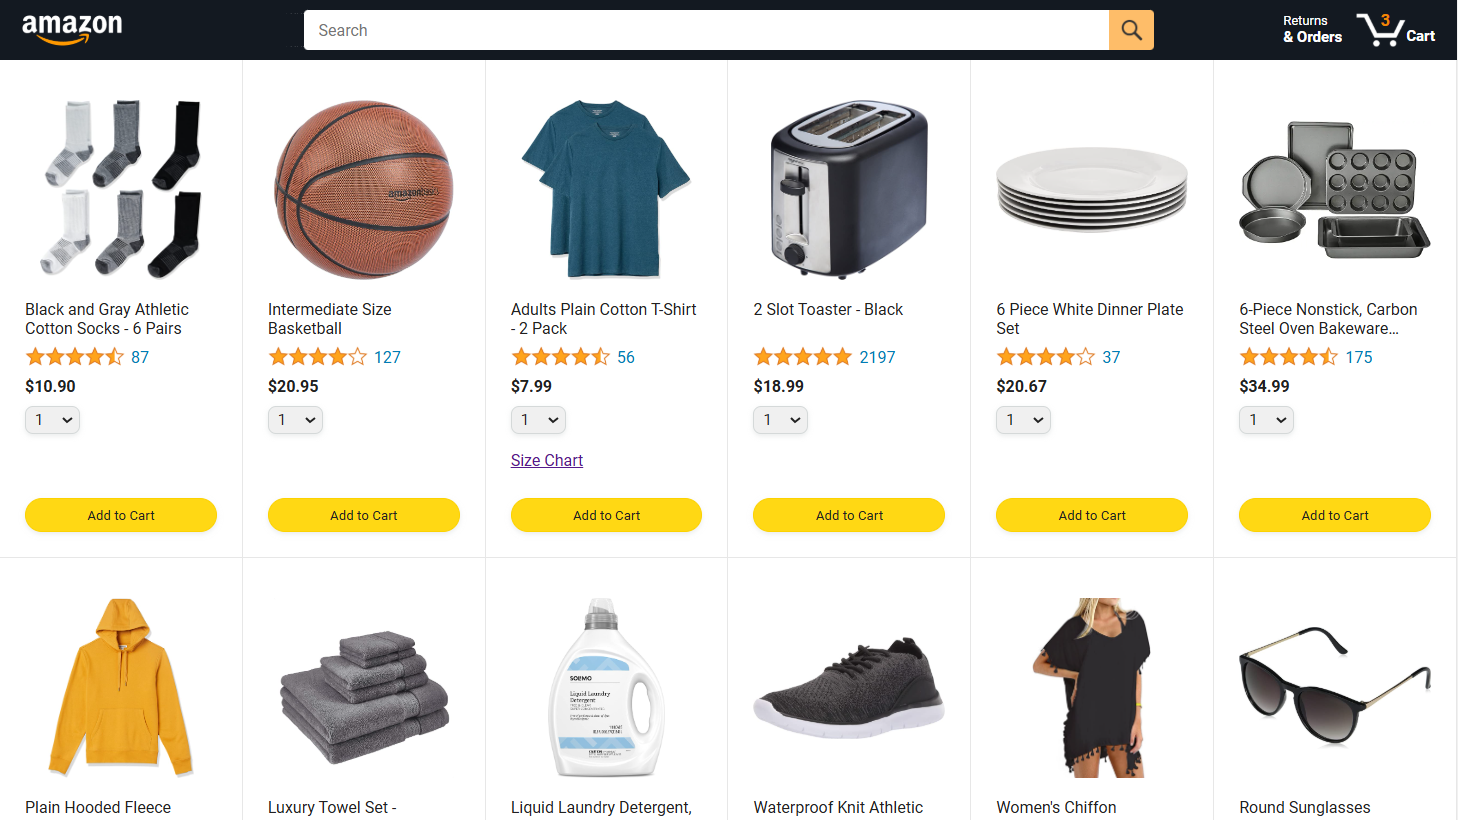 amazon
Search
Returns
& Orders
3
Cart
Black and Gray Athletic
Cotton Socks - 6 Pairs
87
$10.90
1
Add to Cart
amazon
Intermediate Size
Basketball
127
$20.95
1
Add to Cart
Adults Plain Cotton T-Shirt
- 2 Pack
56
$7.99
1
Size Chart
Add to Cart
2 Slot Toaster - Black
2197
$18.99
1
Add to Cart
6 Piece White Dinner Plate
Set
37
$20.67
1
Add to Cart
6-Piece Nonstick, Carbon
Steel Oven Bakeware...
175
$34.99
1
Add to Cart
Plain Hooded Fleece
Luxury Towel Set -
SOLIMO
Liquid Laundry
Detergent
Liquid Laundry Detergent,
Waterproof Knit Athletic
Women's Chiffon
Round Sunglasses